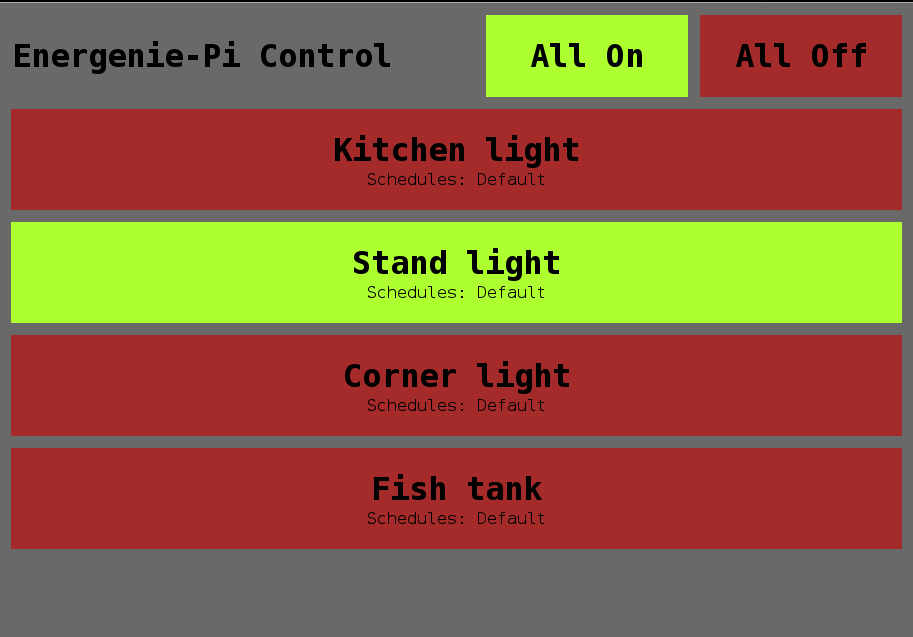 Energenie-Pi Control
All On
All Off
Kitchen light
Schedules: Default
Stand light
Schedules: Default
Corner light
Schedules: Default
Fish tank
Schedules: Default